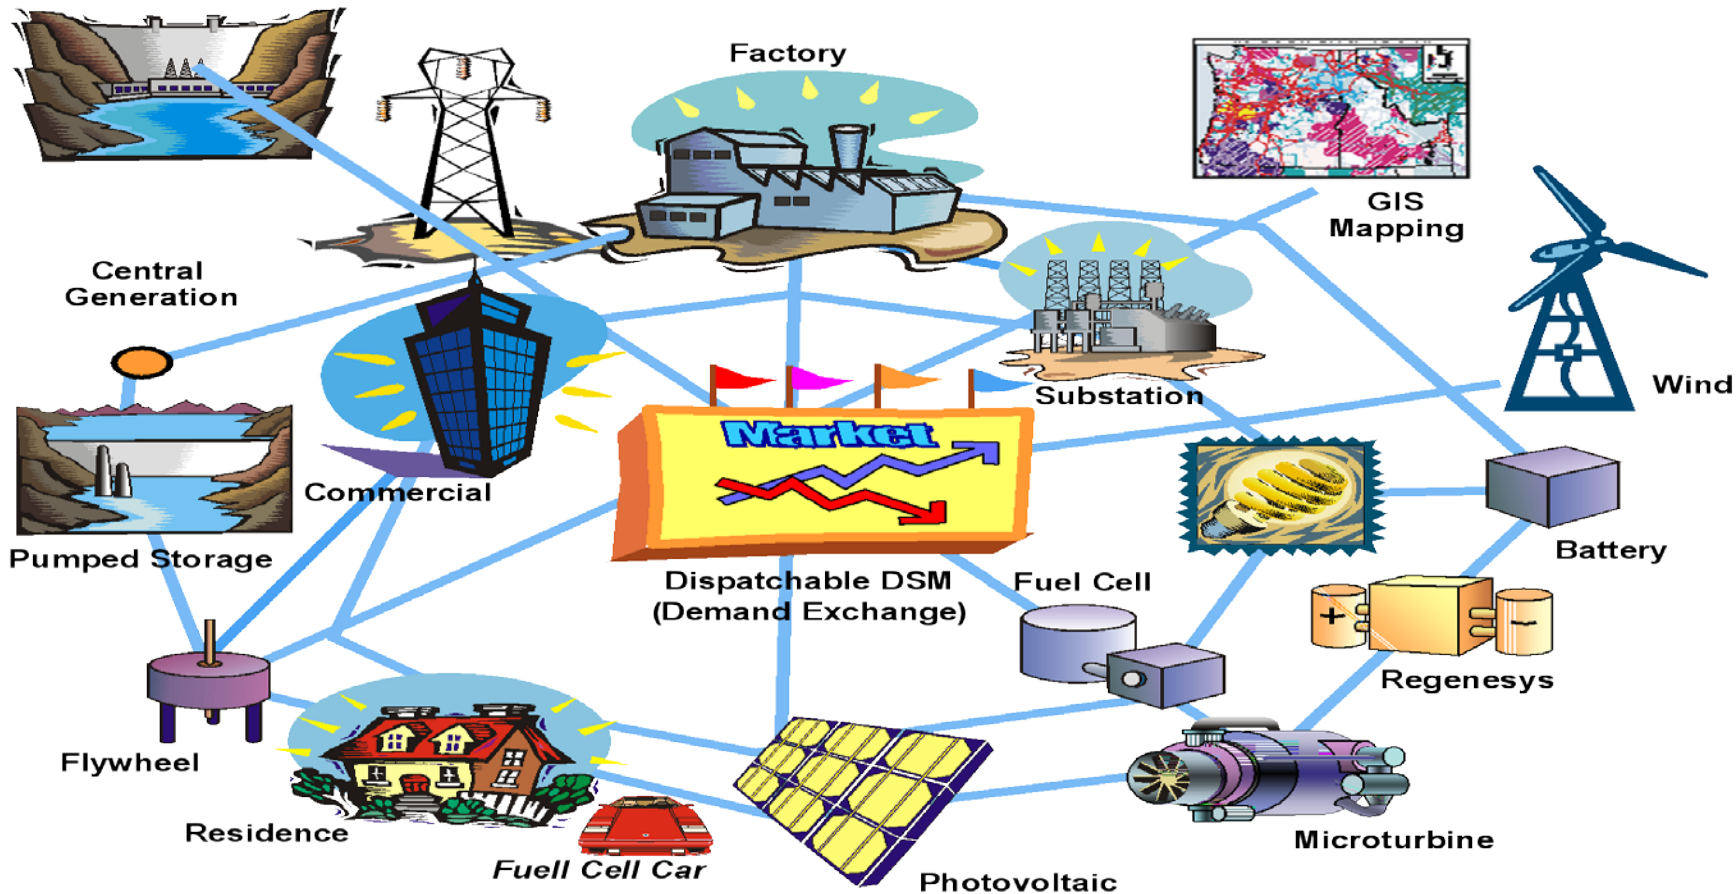 Factory
GIS
Mapping
Central
Generation
Wind
Substation
Market
Commercial
Pumped Storage
Battery
Dispatchable DSM
(Demand Exchange)
Fuel Cell
+
−
Regenesys
Flywheel
Residence
Fuell Cell Car
Microturbine
Photovoltaic